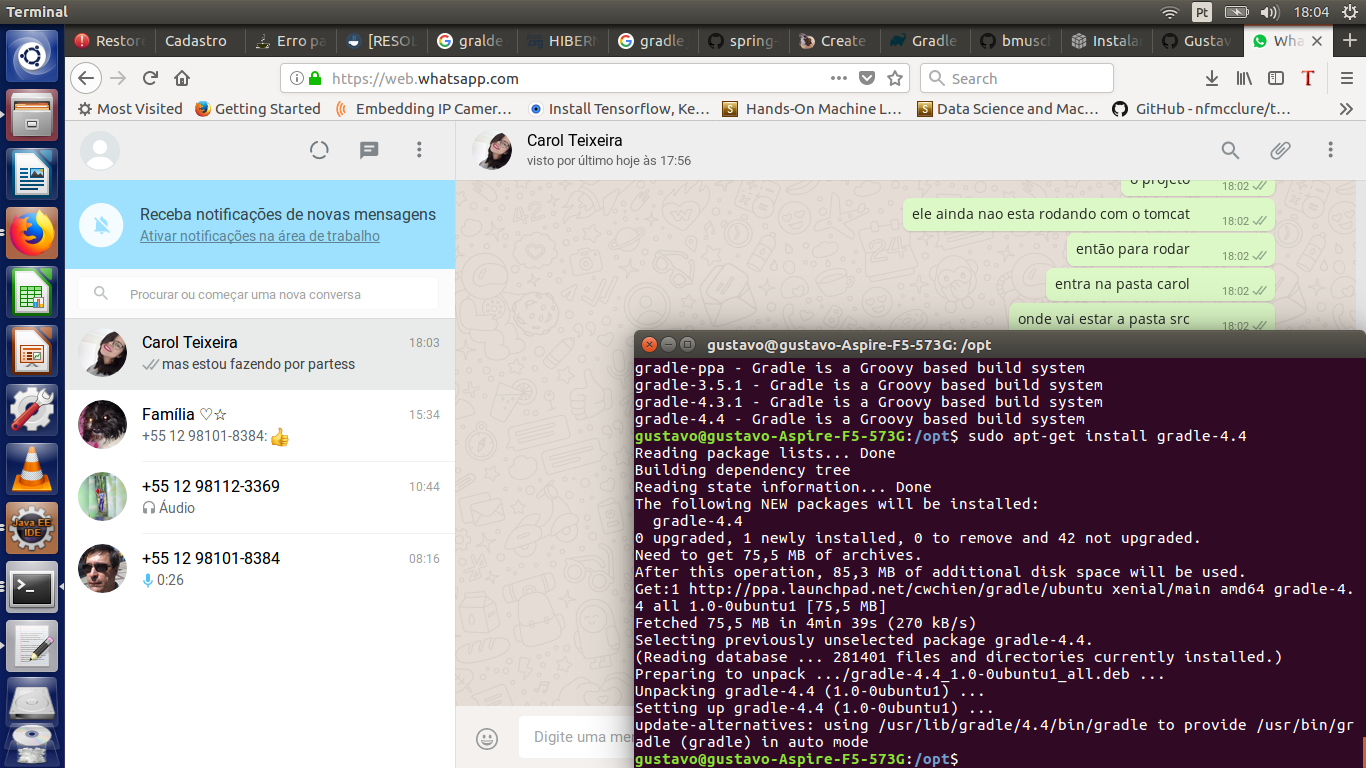 Terminal
Pt
18:04
Restore
Cadastro
Erro pa
[RESOL
gralde
HIBERN
gradle
spring-
Create
Gradle
bmusch
Instalar
Gustav
Wha
https://web.whatsapp.com
Search
Most Visited
Getting Started
Embedding IP Camer...
Install Tensorflow, Ke...
Hands-On Machine L...
Data Science and Mac...
GitHub - nfmcclure/t...
Receba notificações de novas mensagens
Ativar notificações na área de trabalho
Procurar ou começar uma nova conversa
Carol Teixeira
18:03
mas estou fazendo por partess
Família ♡☆
15:34
+55 12 98101-8384: 👍
+55 12 98112-3369
10:44
Áudio
+55 12 98101-8384
08:16
0:26
Java EE
IDE
Carol Teixeira
visto por último hoje às 17:56
o projeto
18:02
ele ainda nao esta rodando com o tomcat
18:02
então para rodar
18:02
entra na pasta carol
18:02
onde vai estar a pasta src
18:02
Digite uma me
gustavo@gustavo-Aspire-F5-573G: /opt
gradle-ppa - Gradle is a Groovy based build system
gradle-3.5.1 - Gradle is a Groovy based build system
gradle-4.3.1 - Gradle is a Groovy based build system
gradle-4.4 - Gradle is a Groovy based build system
gustavo@gustavo-Aspire-F5-573G:/opt$ sudo apt-get install gradle-4.4
Reading package lists... Done
Building dependency tree
Reading state information... Done
The following NEW packages will be installed:
  gradle-4.4
0 upgraded, 1 newly installed, 0 to remove and 42 not upgraded.
Need to get 75,5 MB of archives.
After this operation, 85,3 MB of additional disk space will be used.
Get:1 http://ppa.launchpad.net/cwchien/gradle/ubuntu xenial/main amd64 gradle-4.
4 all 1.0-0ubuntu1 [75,5 MB]
Fetched 75,5 MB in 4min 39s (270 kB/s)
Selecting previously unselected package gradle-4.4.
(Reading database ... 281401 files and directories currently installed.)
Preparing to unpack .../gradle-4.4_1.0-0ubuntu1_all.deb ...
Unpacking gradle-4.4 (1.0-0ubuntu1) ...
Setting up gradle-4.4 (1.0-0ubuntu1) ...
update-alternatives: using /usr/lib/gradle/4.4/bin/gradle to provide /usr/bin/gr
adle (gradle) in auto mode
gustavo@gustavo-Aspire-F5-573G:/opt$